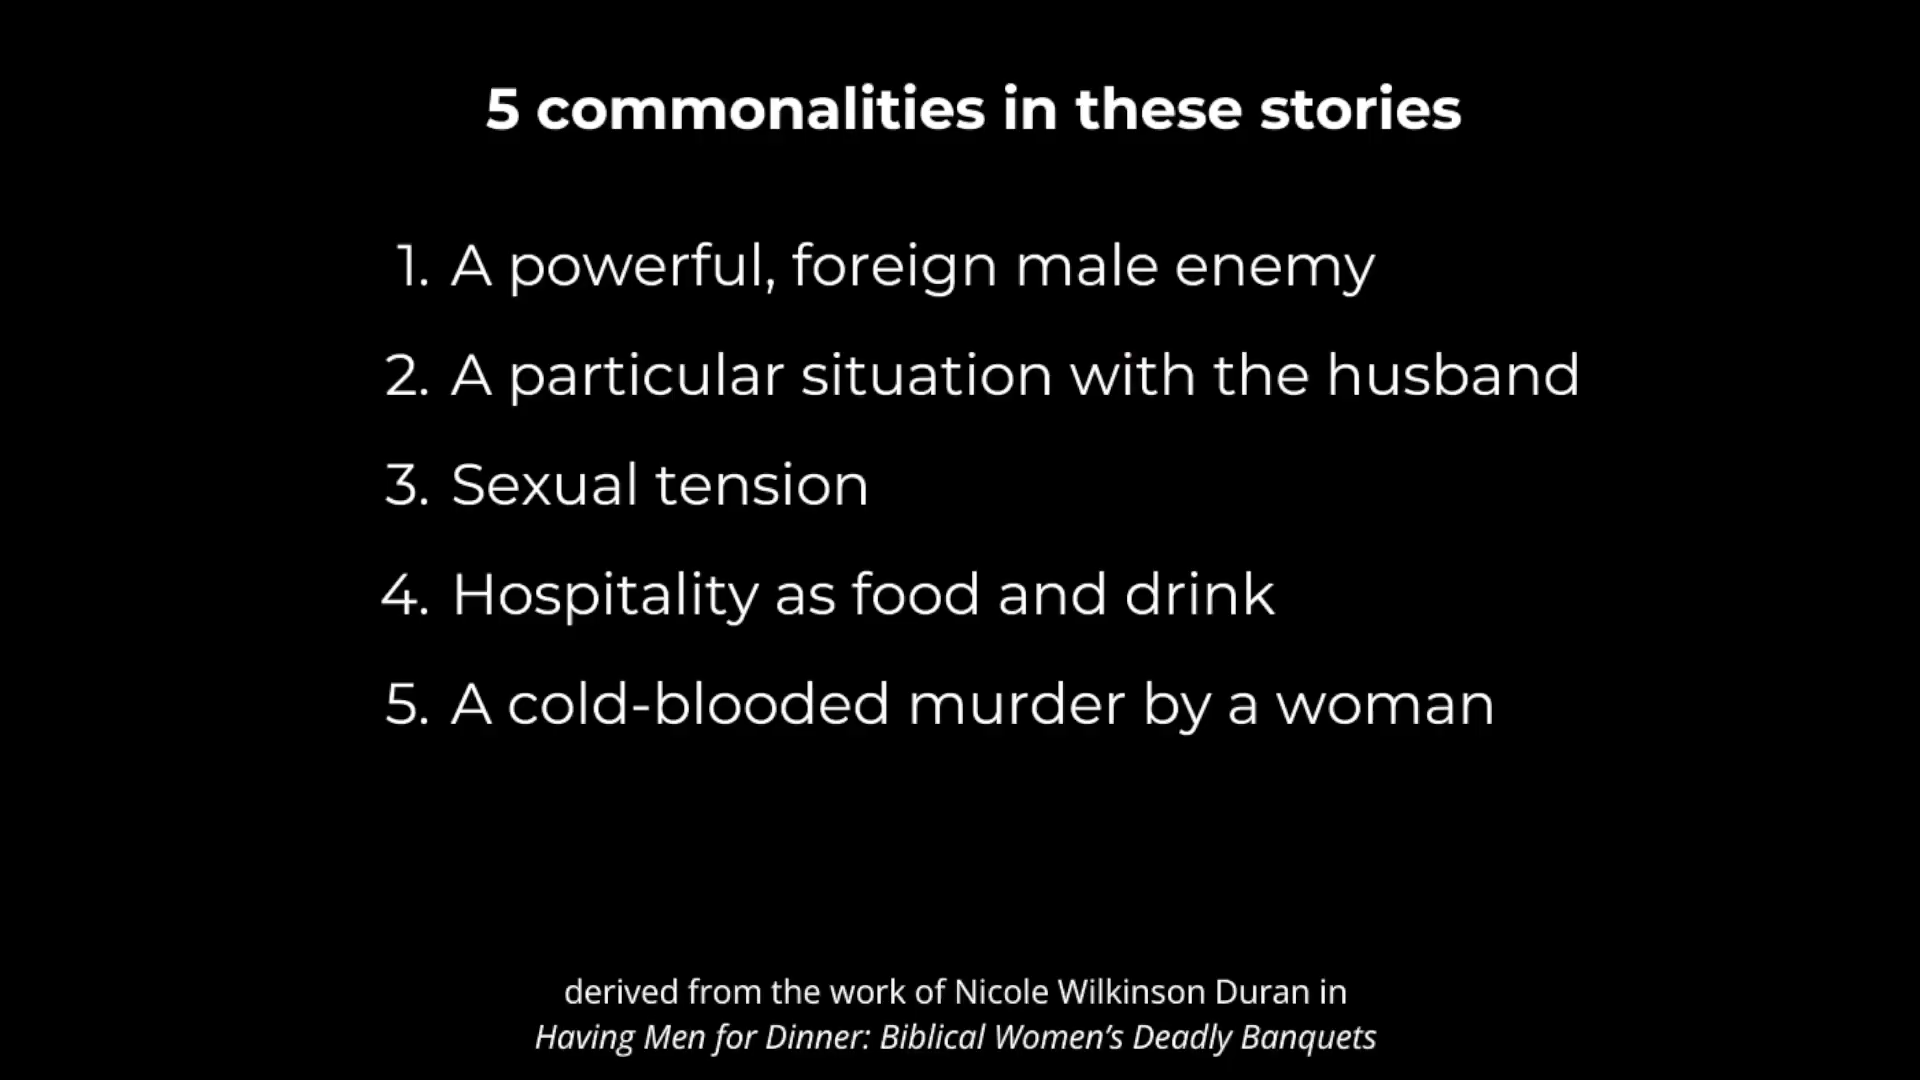 5 commonalities in these stories
1. A powerful, foreign male enemy
2. A particular situation with the husband
3. Sexual tension
4. Hospitality as food and drink
5. A cold-blooded murder by a woman
derived from the work of Nicole Wilkinson Duran in
Having Men for Dinner: Biblical Women’s Deadly Banquets